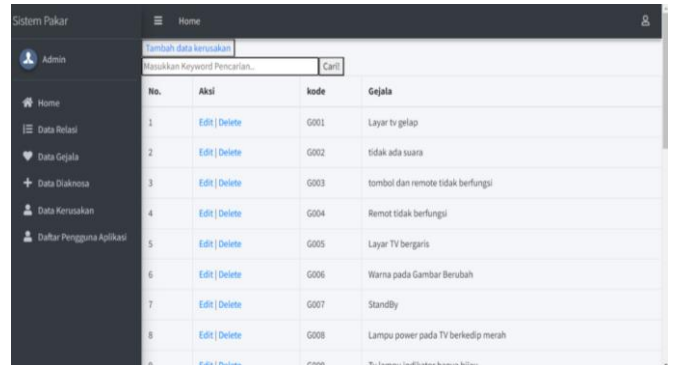 Sistem Pakar
Home
Admin
Home
Data Relasi
Data Gejala
Data Diaknosa
Data Kerusakan
Daftar Pengguna Aplikasi
Tambah data kerusakan
Masukkan Keyword Pencarian.. Cari!
No. Aksi kode Gejala
1 Edit | Delete G001 Layar tv gelap
2 Edit | Delete G002 tidak ada suara
3 Edit | Delete G003 tombol dan remote tidak berfungsi
4 Edit | Delete G004 Remot tidak berfungsi
5 Edit | Delete G005 Layar TV bergaris
6 Edit | Delete G006 Warna pada Gambar Berubah
7 Edit | Delete G007 StandBy
8 Edit | Delete G008 Lampu power pada TV berkedip merah